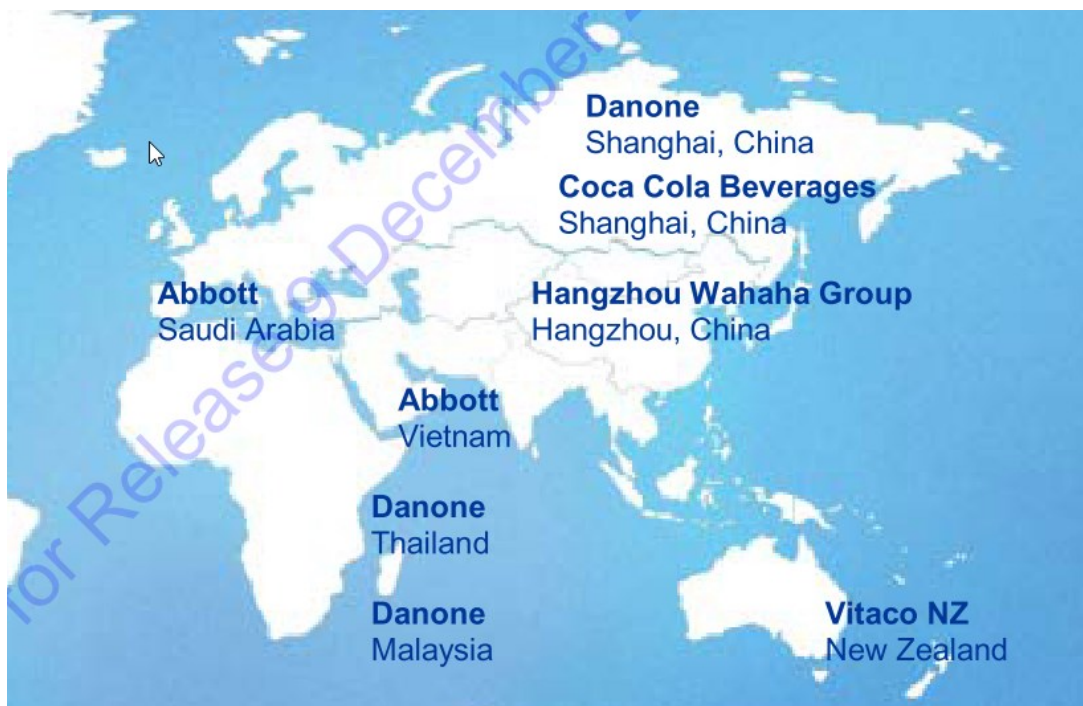 Danone
Shanghai, China
Coca Cola Beverages
Shanghai, China
Abbott
Saudi Arabia
Hangzhou Wahaha Group
Hangzhou, China
Abbott
Vietnam
Danone
Thailand
Danone
Malaysia
Vitaco NZ
New Zealand
for Release 9 December